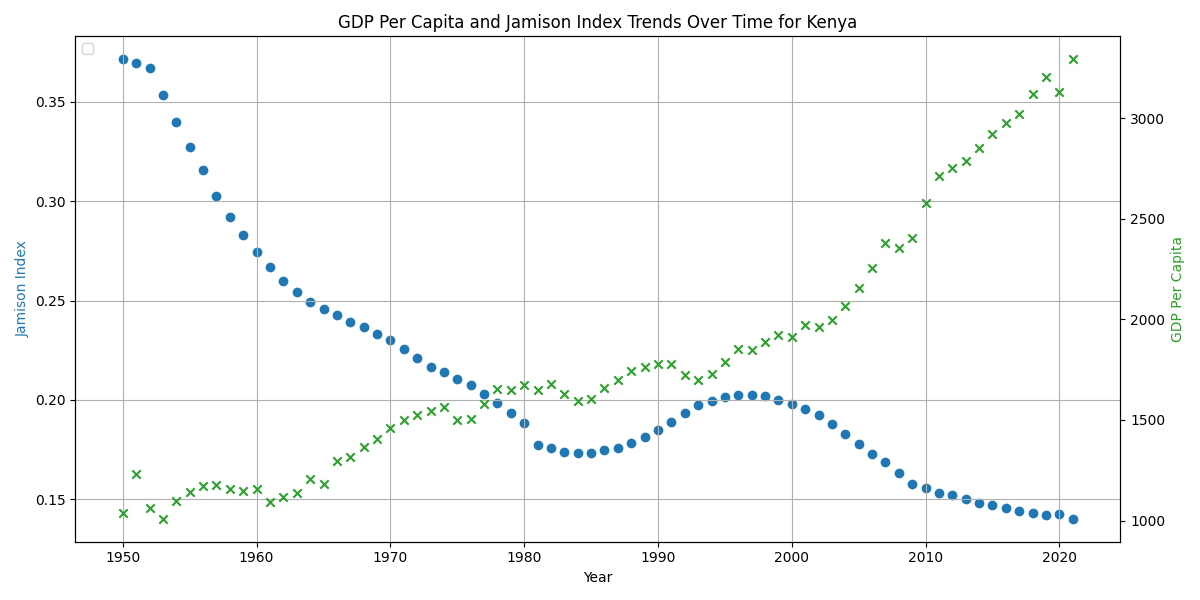 GDP Per Capita and Jamison Index Trends Over Time for Kenya
Jamison Index
0.35
0.30
0.25
0.20
0.15
3000
2500
2000
1500
1000
GDP Per Capita
1950 1960 1970 1980 1990 2000 2010 2020
Year